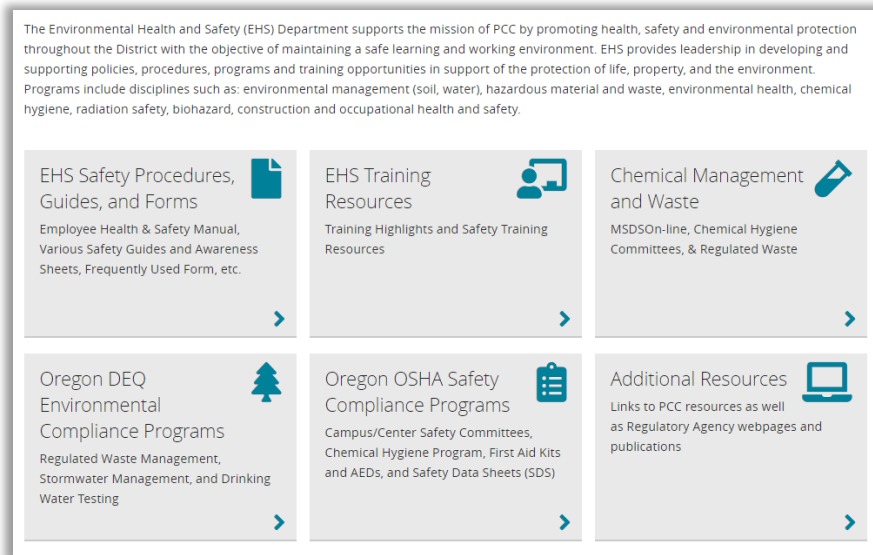 The Environmental Health and Safety (EHS) Department supports the mission of PCC by promoting health, safety and environmental protection
throughout the District with the objective of maintaining a safe learning and working environment. EHS provides leadership in developing and
supporting policies, procedures, programs and training opportunities in support of the protection of life, property, and the environment.
Programs include disciplines such as: environmental management (soil, water), hazardous material and waste, environmental health, chemical
hygiene, radiation safety, biohazard, construction and occupational health and safety.
EHS Safety Procedures,
Guides, and Forms
Employee Health & Safety Manual,
Various Safety Guides and Awareness
Sheets, Frequently Used Form, etc.
EHS Training
Resources
Training Highlights and Safety Training
Resources
Chemical Management
and Waste
MSDSOn-line, Chemical Hygiene
Committees, & Regulated Waste
Oregon DEQ
Environmental
Compliance Programs
Regulated Waste Management,
Stormwater Management, and Drinking
Water Testing
Oregon OSHA Safety
Compliance Programs
Campus/Center Safety Committees,
Chemical Hygiene Program, First Aid Kits
and AEDs, and Safety Data Sheets (SDS)
Additional Resources
Links to PCC resources as well
as Regulatory Agency webpages and
publications